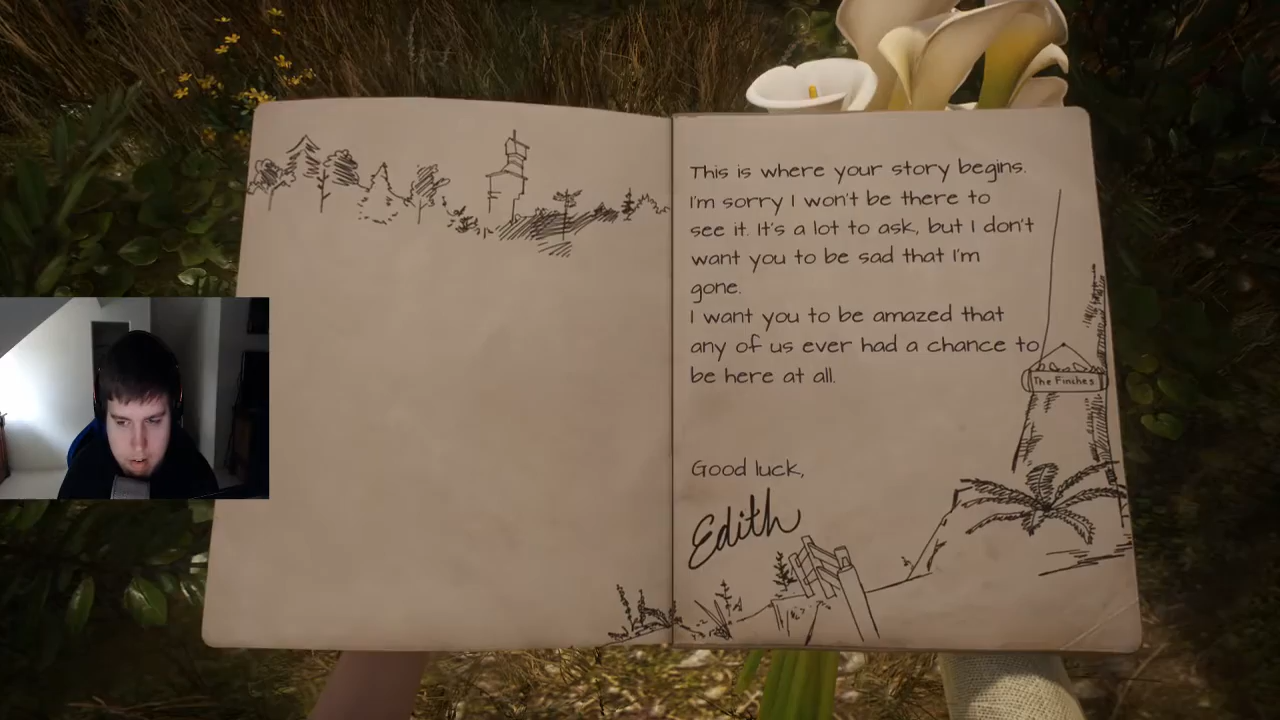 This is where your story begins.
I'm sorry I won't be there to
see it. It's a lot to ask, but I don't
want you to be sad that I'm
gone.
I want you to be amazed that
any of us ever had a chance to
be here at all.
The Finches
Good luck,
Edith